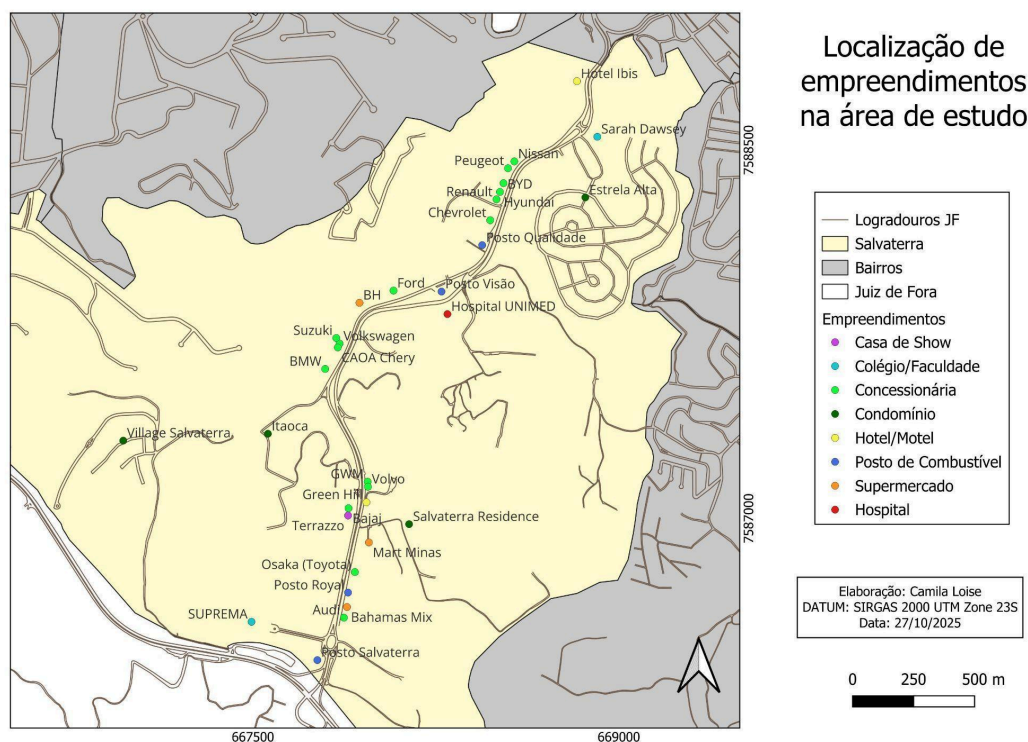 Localização de
empreendimentos
na área de estudo
Hotel Ibis
Sarah Dawsey
Nissan
Peugeot
BYD
Renault
Estrela Alta
Hyundai
Chevrolet
Posto Qualidade
Ford
Posto Visão
BH
Hospital UNIMED
Suzuki
Volkswagen
CAOA Chery
BMW
Itaoca
Village Salvaterra
GWM
Volvo
Green Hill
Bajaj
Terrazzo
Salvaterra Residence
Mart Minas
Osaka (Toyota)
Posto Royal
Audi
Bahamas Mix
SUPREMA
Posto Salvaterra
7588500
7587000
667500
669000
Logradouros JF
Salvaterra
Bairros
Juiz de Fora
Empreendimentos
Casa de Show
Colégio/Faculdade
Concessionária
Condomínio
Hotel/Motel
Posto de Combustível
Supermercado
Hospital
Elaboração: Camila Loise
DATUM: SIRGAS 2000 UTM Zone 23S
Data: 27/10/2025
0 250 500 m